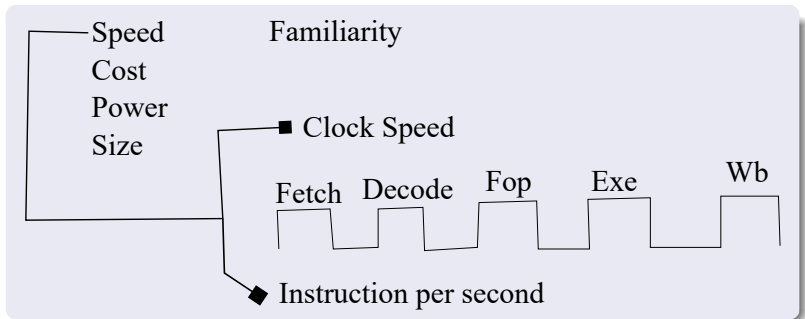 Speed Familiarity
Cost
Power
Size
Clock Speed
Fetch Decode Fop Exe Wb
Instruction per second